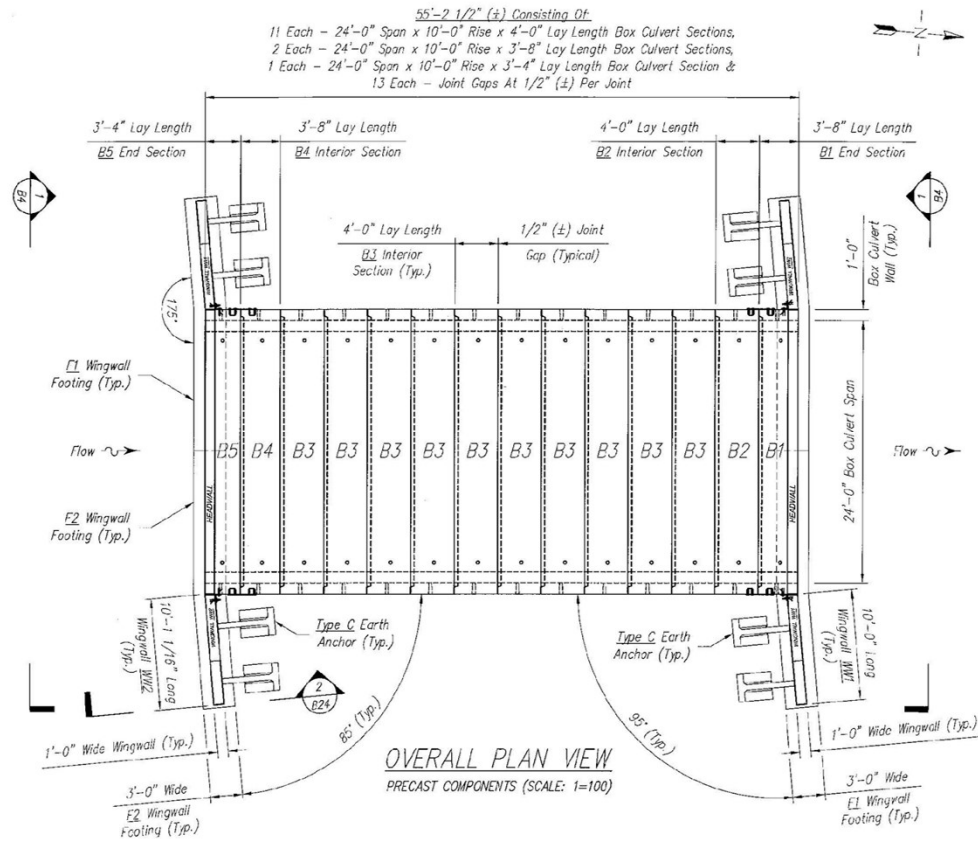 55'-2 1/2" (±) Consisting Of:
11 Each - 24'-0" Span x 10'-0" Rise x 4'-0" Lay Length Box Culvert Sections,
2 Each - 24'-0" Span x 10'-0" Rise x 3'-8" Lay Length Box Culvert Sections,
1 Each - 24'-0" Span x 10'-0" Rise x 3'-4" Lay Length Box Culvert Section &
13 Each - Joint Gaps At 1/2" (±) Per Joint
Z
3'-4" Lay Length
B5 End Section
3'-8" Lay Length
B4 Interior Section
4'-0" Lay Length
B2 Interior Section
3'-8" Lay Length
B1 End Section
1
B4
1
B4
4'-0" Lay Length
B3 Interior
Section (Typ.)
1/2" (±) Joint
Gap (Typical)
1'-0"
Box Culvert
Wall (Typ.)
175°
F1 Wingwall
Footing (Typ.)
Flow
F2 Wingwall
Footing (Typ.)
HEADWALL
B5 B4 B3 B3 B3 B3 B3 B3 B3 B3 B3 B3 B2 B1
HEADWALL
24'-0" Box Culvert Span
Flow
10'-1 1/16" Long
Wingwall WW2
(Typ.)
Type C Earth
Anchor (Typ.)
Type C Earth
Anchor (Typ.)
10'-0" Long
Wingwall WW1
(Typ.)
2
B24
85° (Typ.)
95° (Typ.)
1'-0" Wide Wingwall (Typ.)
1'-0" Wide Wingwall (Typ.)
3'-0" Wide
F2 Wingwall
Footing (Typ.)
3'-0" Wide
F1 Wingwall
Footing (Typ.)
OVERALL PLAN VIEW
PRECAST COMPONENTS (SCALE: 1=100)